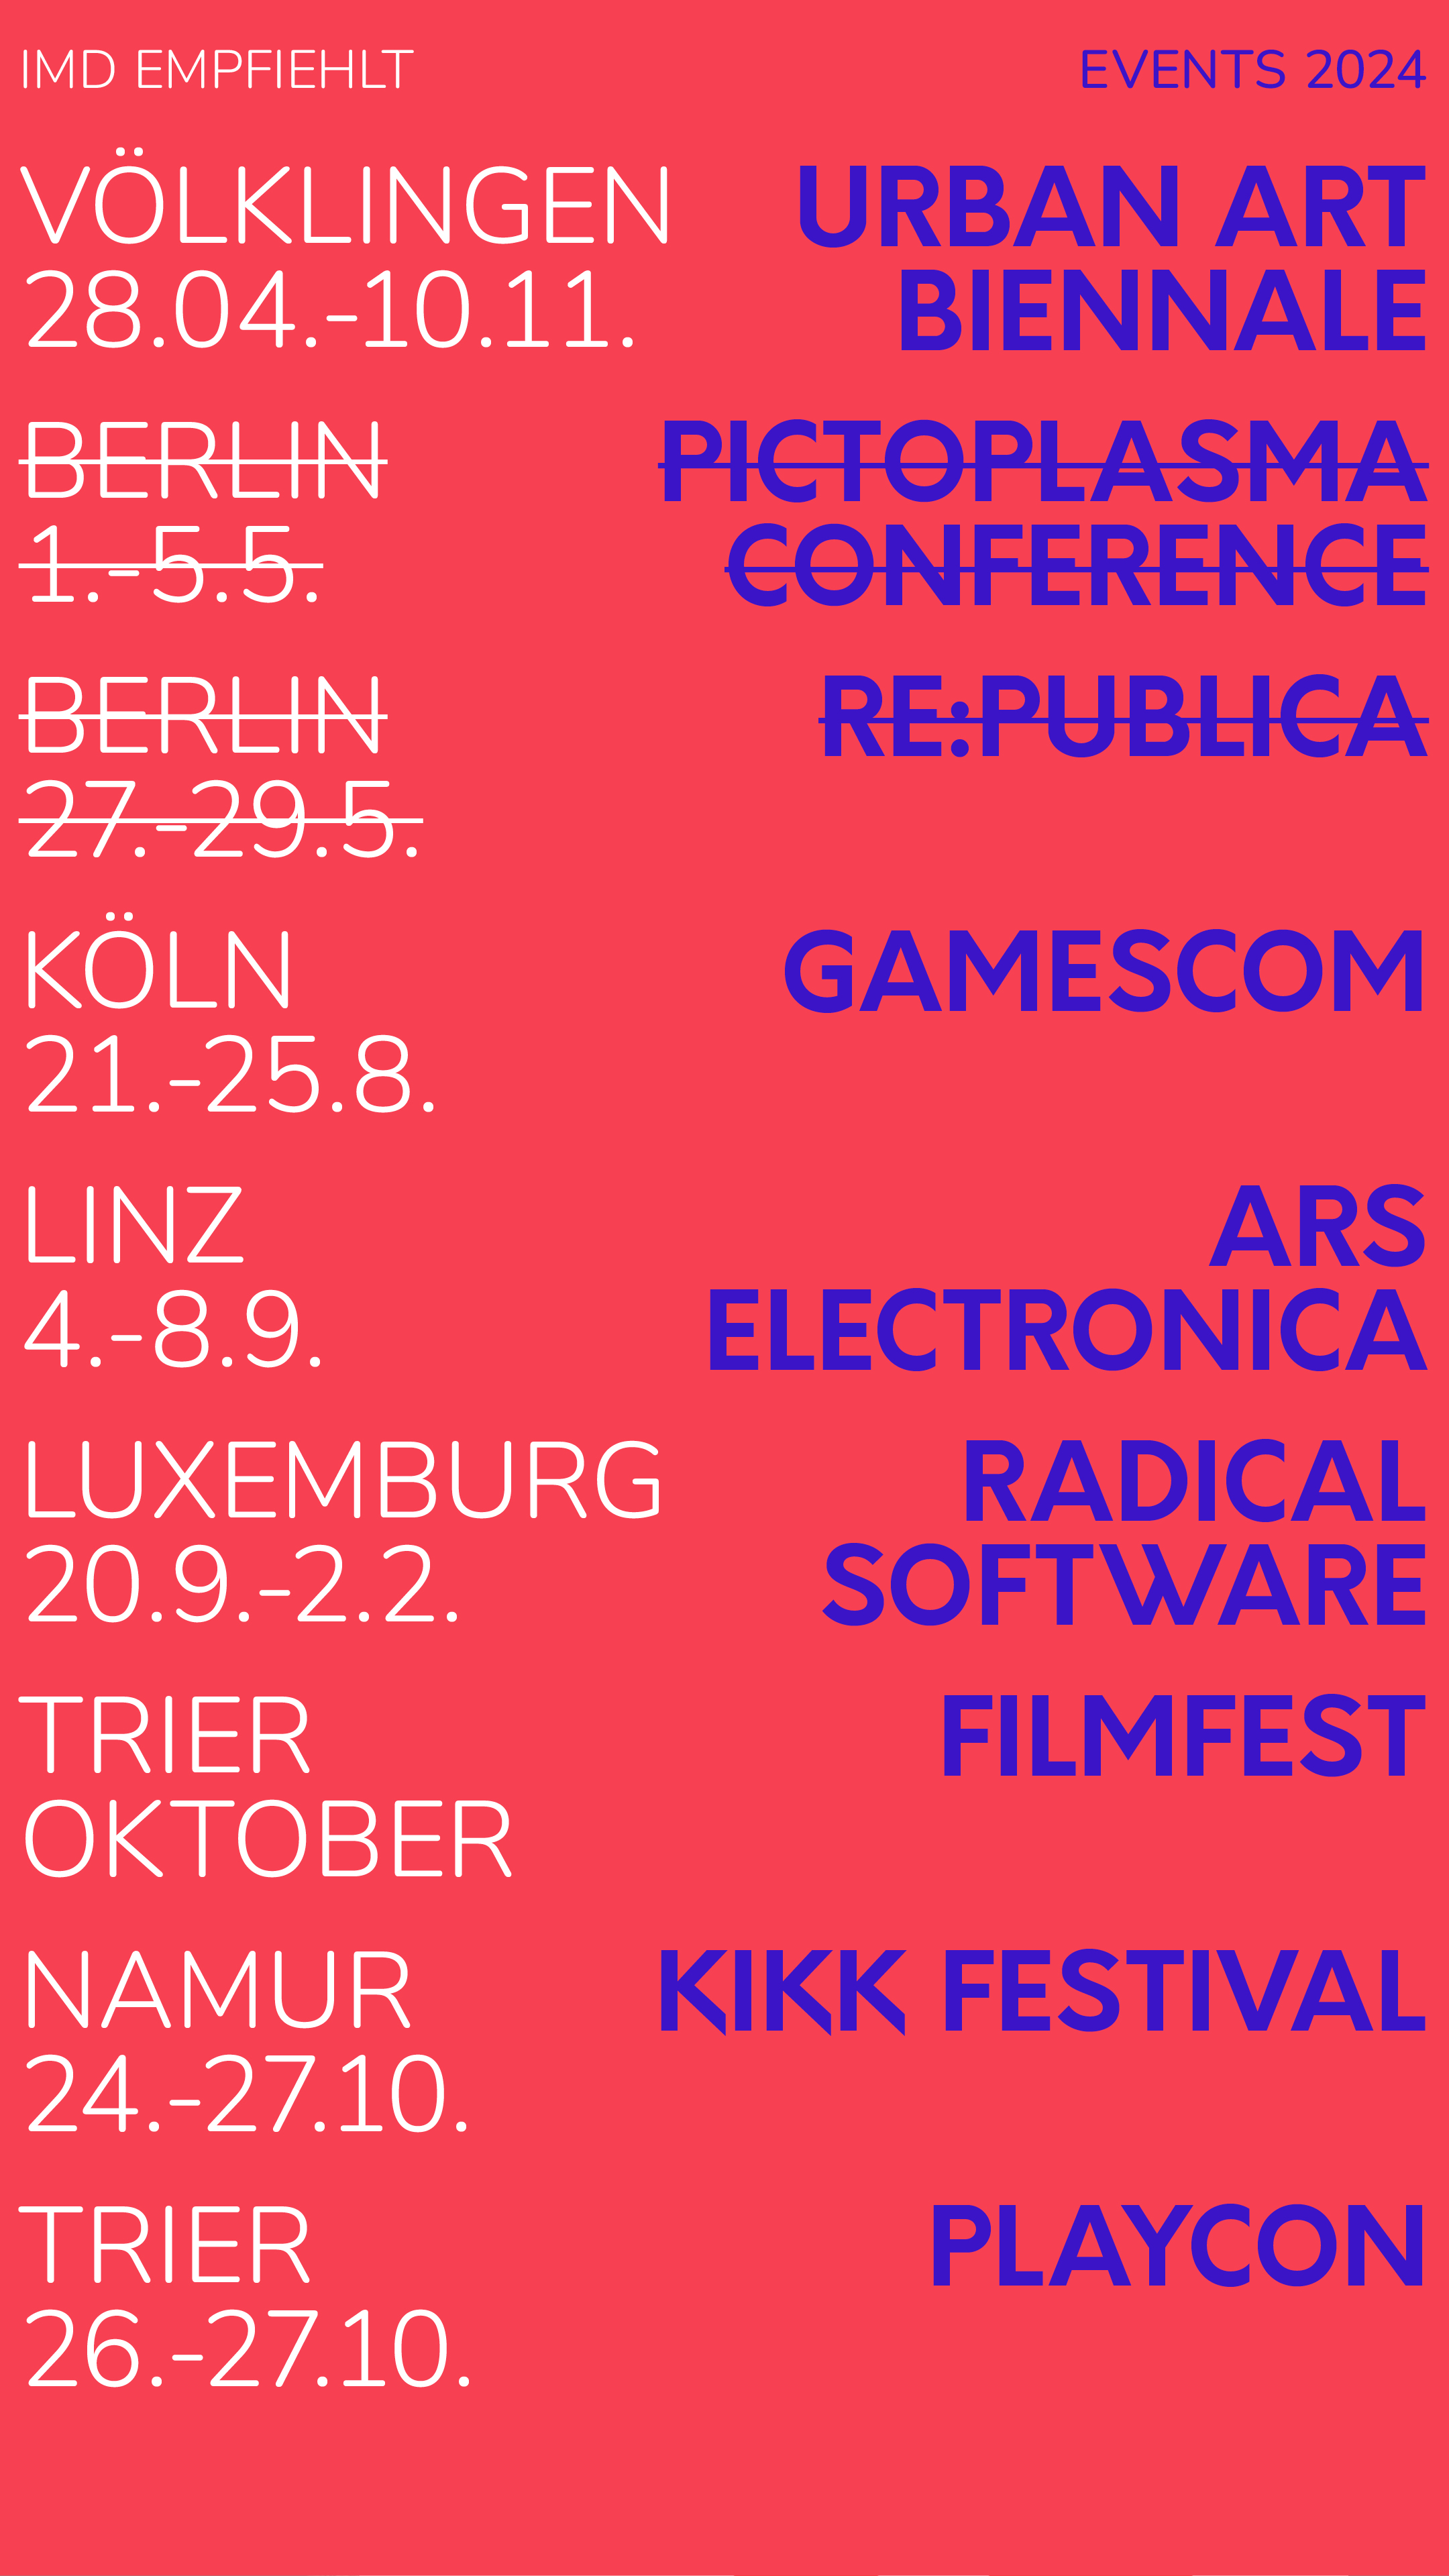 IMD EMPFIEHLT EVENTS 2024
VÖLKLINGEN URBAN ART
28.04.-10.11. BIENNALE
BERLIN PICTOPLASMA
1.-5.5. CONFERENCE
BERLIN RE:PUBLICA
27.-29.5.
KÖLN GAMESCOM
21.-25.8.
LINZ ARS
4.-8.9. ELECTRONICA
LUXEMBURG RADICAL
20.9.-2.2. SOFTWARE
TRIER FILMFEST
OKTOBER
NAMUR KIKK FESTIVAL
24.-27.10.
TRIER PLAYCON
26.-27.10.